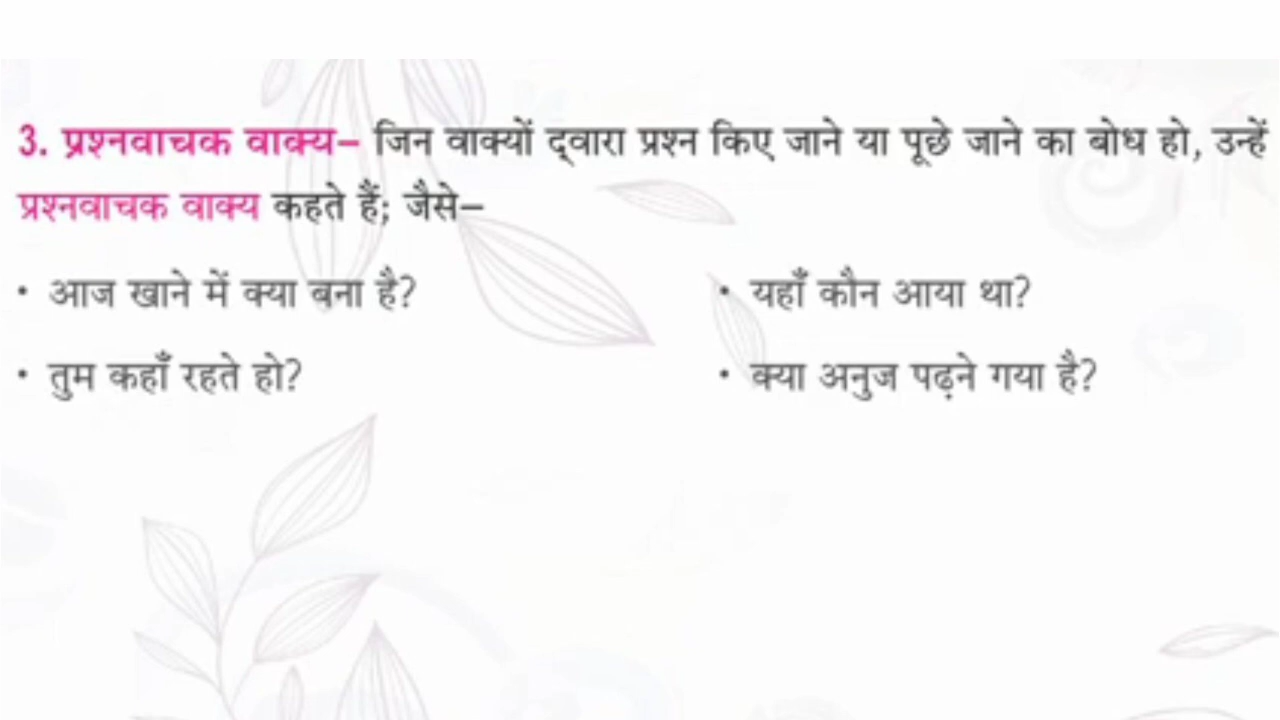 3. प्रश्नवाचक वाक्य– जिन वाक्यों द्‌वारा प्रश्न किए जाने या पूछे जाने का बोध हो, उन्हें
प्रश्नवाचक वाक्य कहते हैं; जैसे–
• आज खाने में क्या बना है? • यहाँ कौन आया था?
• तुम कहाँ रहते हो? • क्या अनुज पढ़ने गया है?